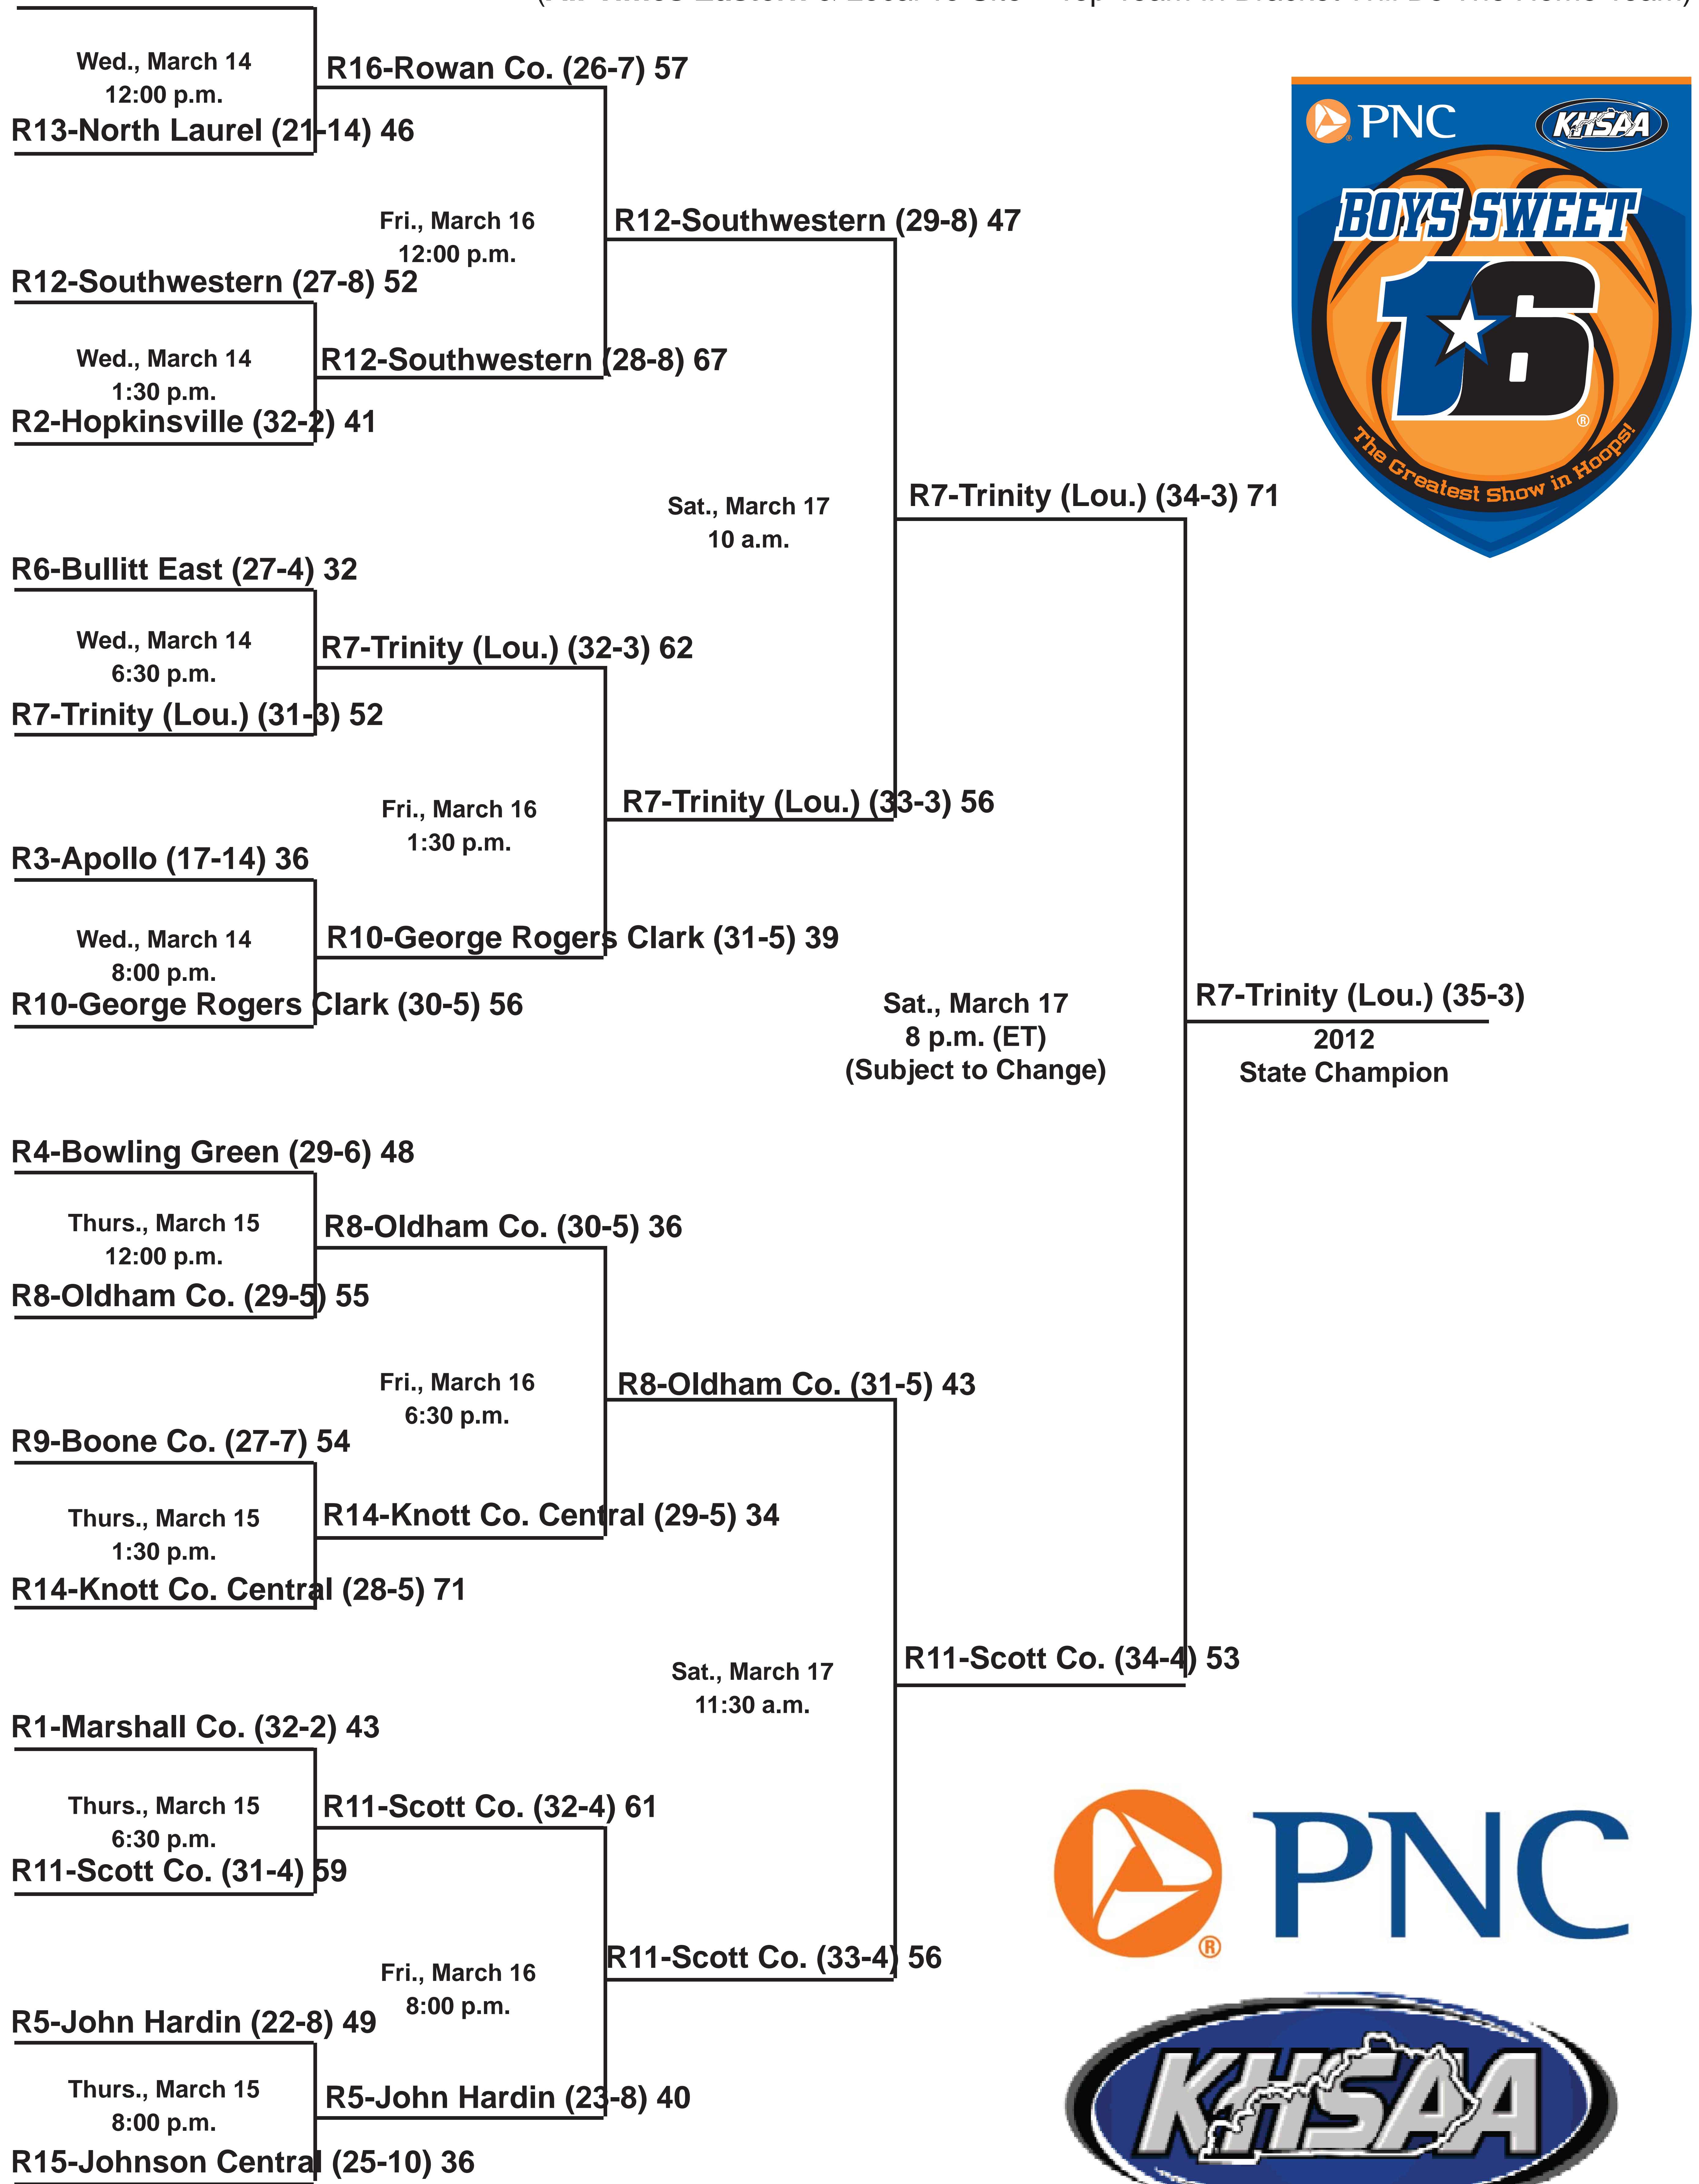 Wed., March 14
12:00 p.m.
R16-Rowan Co. (26-7) 57
R13-North Laurel (21-14) 46
PNC
KHSAA
BOYS SWEET
16
®
The Greatest Show in Hoops!
Fri., March 16
12:00 p.m.
R12-Southwestern (29-8) 47
R12-Southwestern (27-8) 52
Wed., March 14
1:30 p.m.
R12-Southwestern (28-8) 67
R2-Hopkinsville (32-2) 41
Sat., March 17
10 a.m.
R7-Trinity (Lou.) (34-3) 71
R6-Bullitt East (27-4) 32
Wed., March 14
6:30 p.m.
R7-Trinity (Lou.) (32-3) 62
R7-Trinity (Lou.) (31-3) 52
Fri., March 16
1:30 p.m.
R7-Trinity (Lou.) (33-3) 56
R3-Apollo (17-14) 36
Wed., March 14
8:00 p.m.
R10-George Rogers Clark (31-5) 39
R10-George Rogers Clark (30-5) 56
Sat., March 17
8 p.m. (ET)
(Subject to Change)
R7-Trinity (Lou.) (35-3)
2012
State Champion
R4-Bowling Green (29-6) 48
Thurs., March 15
12:00 p.m.
R8-Oldham Co. (30-5) 36
R8-Oldham Co. (29-5) 55
Fri., March 16
6:30 p.m.
R8-Oldham Co. (31-5) 43
R9-Boone Co. (27-7) 54
Thurs., March 15
1:30 p.m.
R14-Knott Co. Central (29-5) 34
R14-Knott Co. Central (28-5) 71
Sat., March 17
11:30 a.m.
R11-Scott Co. (34-4) 53
R1-Marshall Co. (32-2) 43
Thurs., March 15
6:30 p.m.
R11-Scott Co. (32-4) 61
R11-Scott Co. (31-4) 59
Fri., March 16
8:00 p.m.
R11-Scott Co. (33-4) 56
R5-John Hardin (22-8) 49
Thurs., March 15
8:00 p.m.
R5-John Hardin (23-8) 40
R15-Johnson Central (25-10) 36
PNC
®
KHSAA